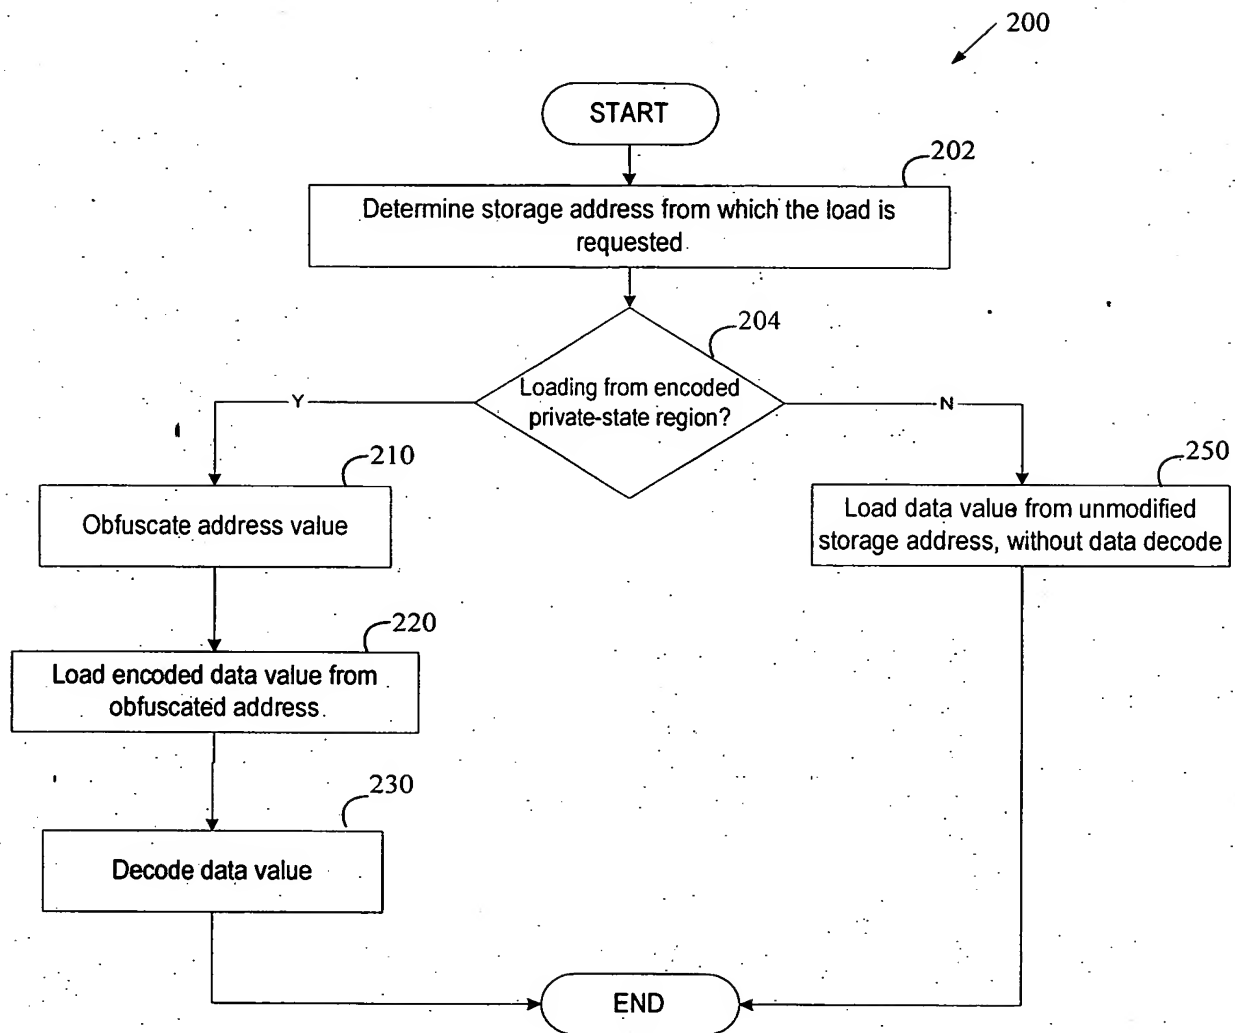 200
START
202
Determine storage address from which the load is
requested
204
Loading from encoded
private-state region?
Y
N
210
Obfuscate address value
250
Load data value from unmodified
storage address, without data decode
220
Load encoded data value from
obfuscated address
230
Decode data value
END